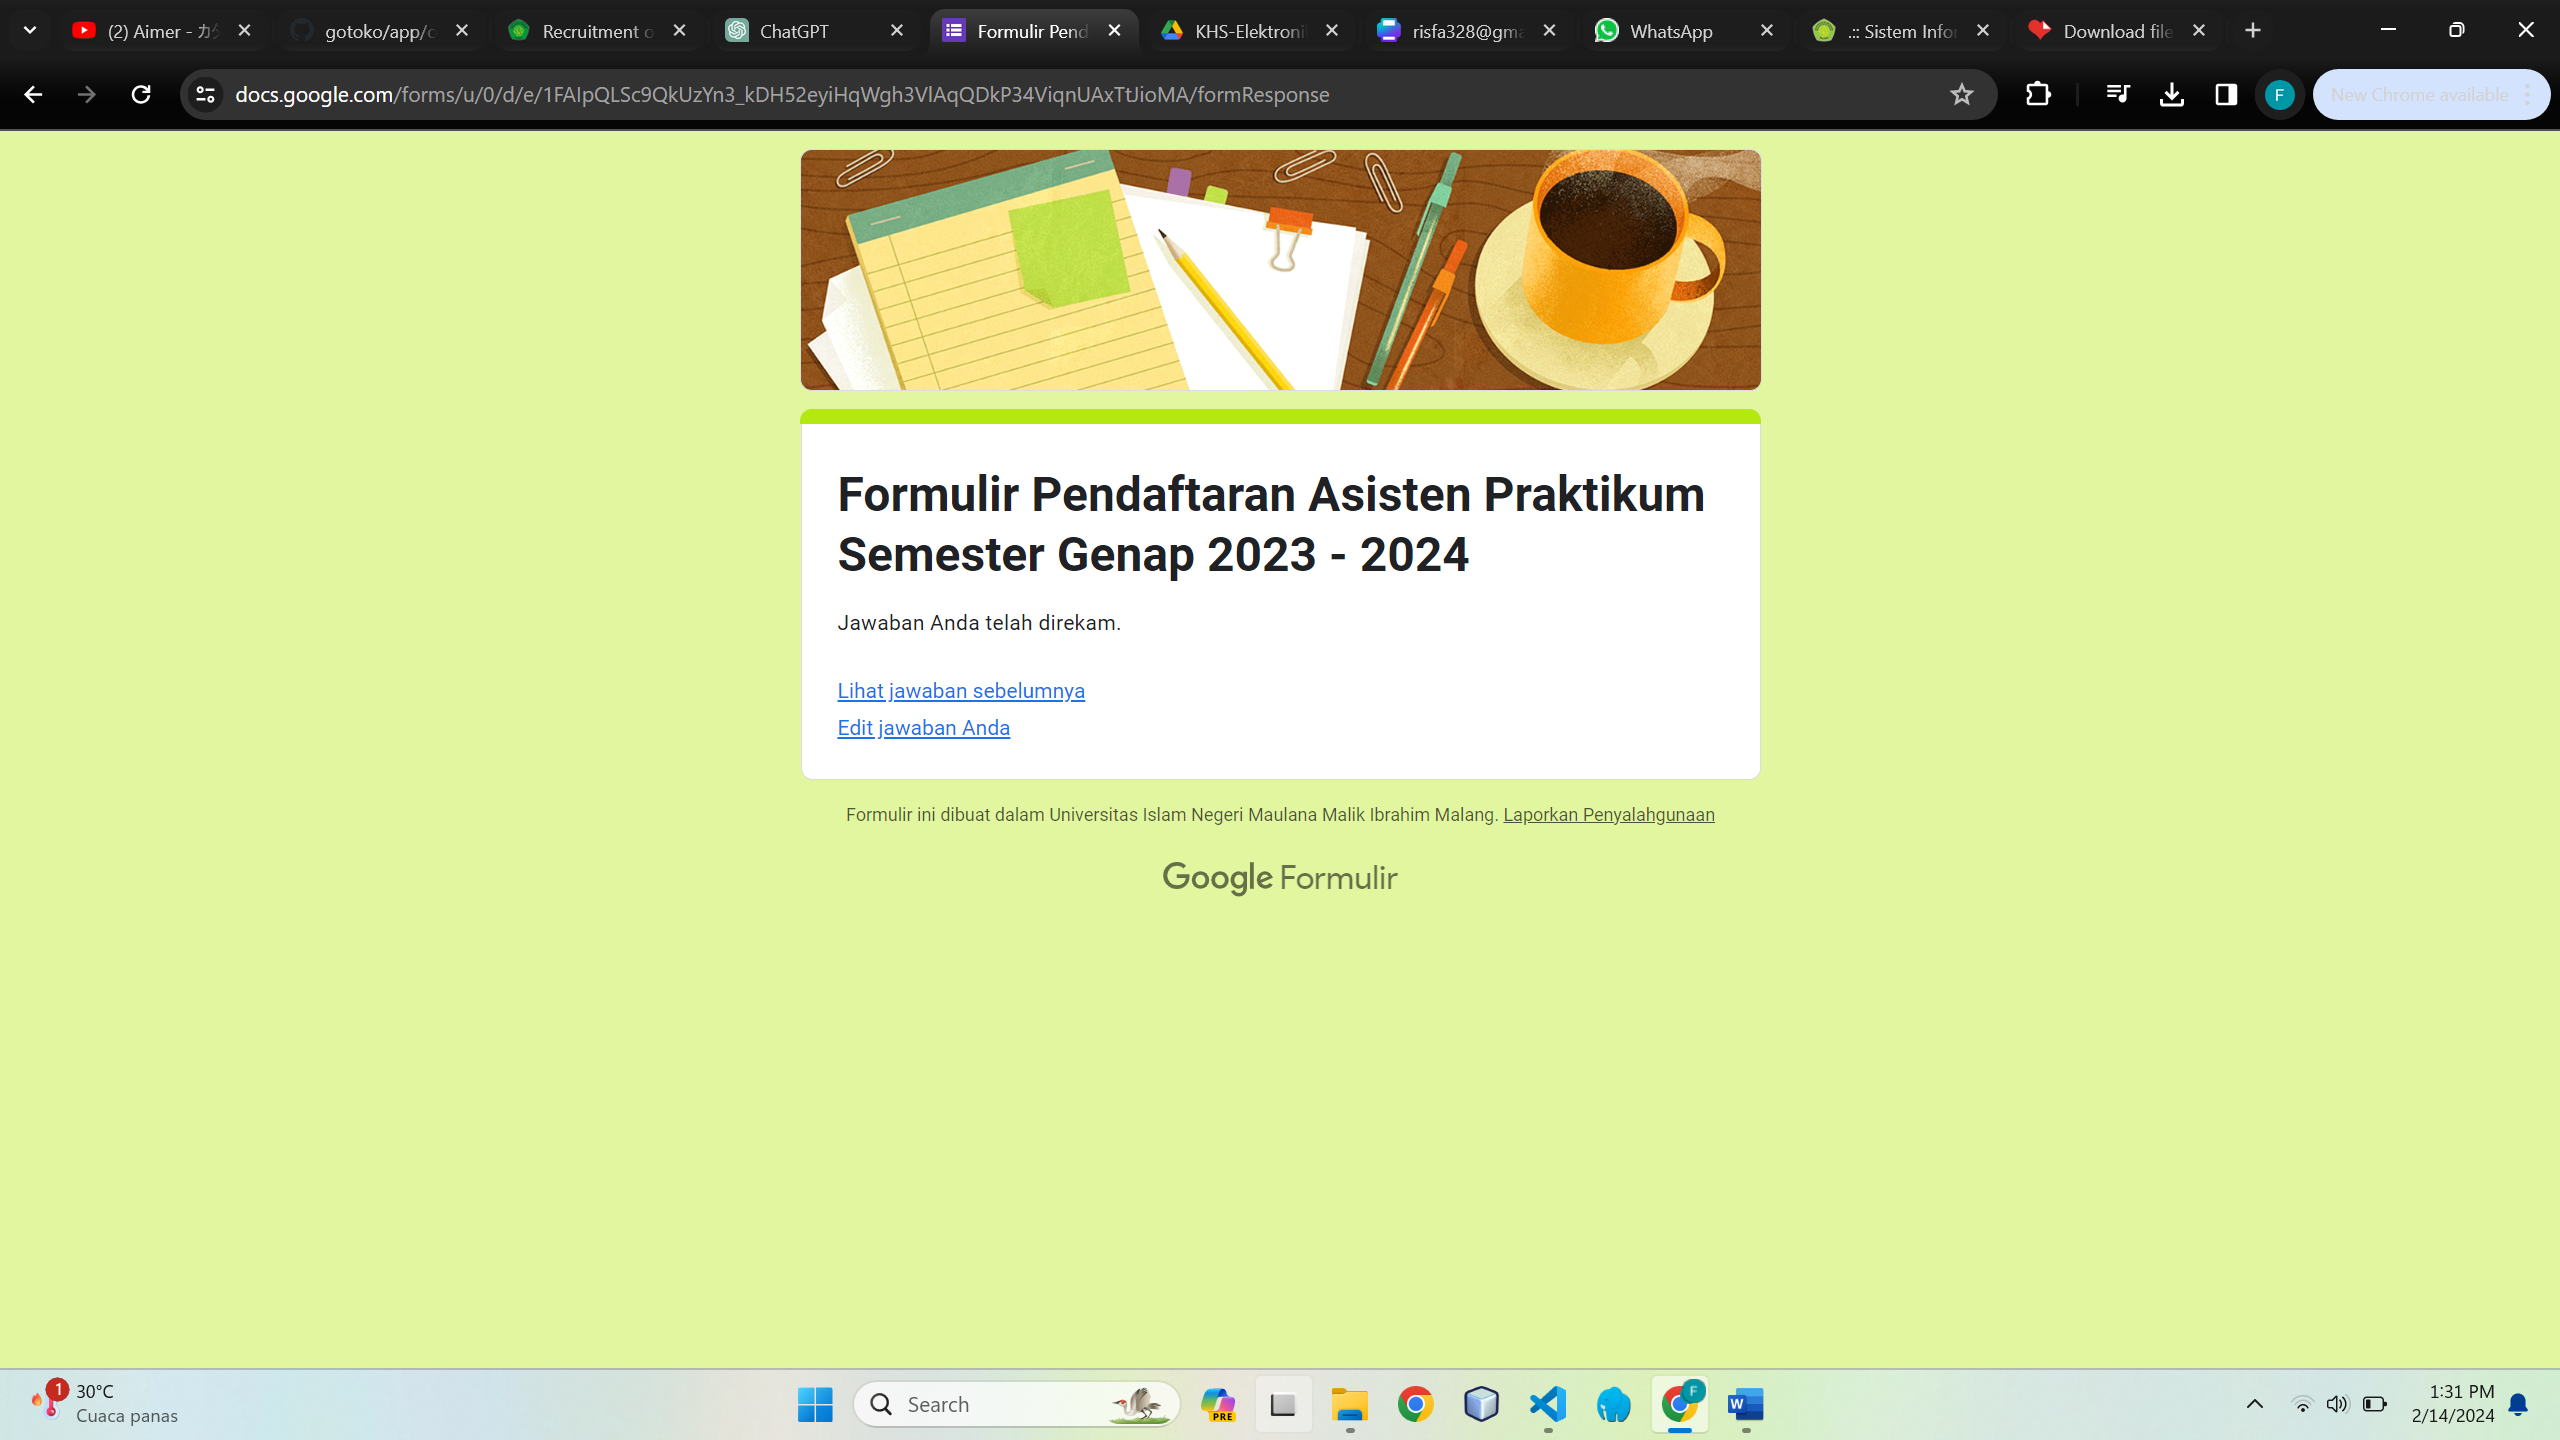 (2) Aimer - カ
gotoko/app/c
Recruitment o
ChatGPT
Formulir Pend
KHS-Elektroni
risfa328@gma
WhatsApp
.:: Sistem Infor
Download file
docs.google.com/forms/u/0/d/e/1FAIpQLSc9QkUzYn3_kDH52eyiHqWgh3VlAqQDkP34ViqnUAxTtJioMA/formResponse
F
New Chrome available
Formulir Pendaftaran Asisten Praktikum
Semester Genap 2023 - 2024
Jawaban Anda telah direkam.
Lihat jawaban sebelumnya
Edit jawaban Anda
Formulir ini dibuat dalam Universitas Islam Negeri Maulana Malik Ibrahim Malang. Laporkan Penyalahgunaan
Google Formulir
1
30°C
Cuaca panas
Search
PRE
F
W
1:31 PM
2/14/2024